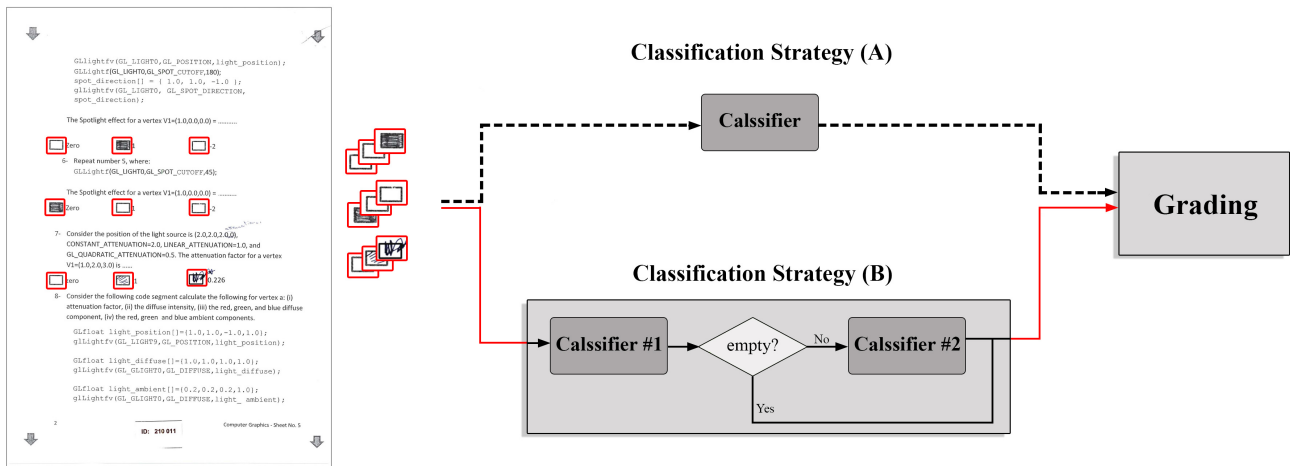 GLlightfv(GL_LIGHT0,GL_POSITION,light_position);
GLLightf(GL_LIGHT0,GL_SPOT_CUTOFF,180);
spot_direction[] = { 1.0, 1.0, -1.0 };
glLightfv(GL_LIGHT0, GL_SPOT_DIRECTION,
spot_direction);
The Spotlight effect for a vertex V1=(1.0,0.0,0.0) = ...........
Zero 1 -2
6- Repeat number 5, where:
GLLightf(GL_LIGHT0,GL_SPOT_CUTOFF,45);
The Spotlight effect for a vertex V1=(1.0,0.0,0.0) = ...........
Zero 1 -2
7- Consider the position of the light source is (2.0,2.0,2.0,0),
CONSTANT_ATTENUATION=2.0, LINEAR_ATTENUATION=1.0, and
GL_QUADRATIC_ATTENUATION=0.5. The attenuation factor for a vertex
V1=(1.0,2.0,3.0) is ......
zero 1 0.226
8- Consider the following code segment calculate the following for vertex a: (i)
attenuation factor, (ii) the diffuse intensity, (iii) the red, green, and blue diffuse
component, (iv) the red, green and blue ambient components.
GLfloat light_position[]={1.0,1.0,-1.0,1.0};
glLightfv(GL_LIGHT9,GL_POSITION,light_position);
GLfloat light_diffuse[]={1.0,1.0,1.0,1.0};
glLightfv(GL_GLIGHT0,GL_DIFFUSE,light_diffuse);
GLfloat light_ambient[]={0.2,0.2,0.2,1.0};
glLightfv(GL_GLIGHT0,GL_DIFFUSE,light_ ambient);
2
ID: 210 011
Computer Graphics - Sheet No. 5
Classification Strategy (A)
Calssifier
Grading
Classification Strategy (B)
Calssifier #1
empty?
No
Calssifier #2
Yes